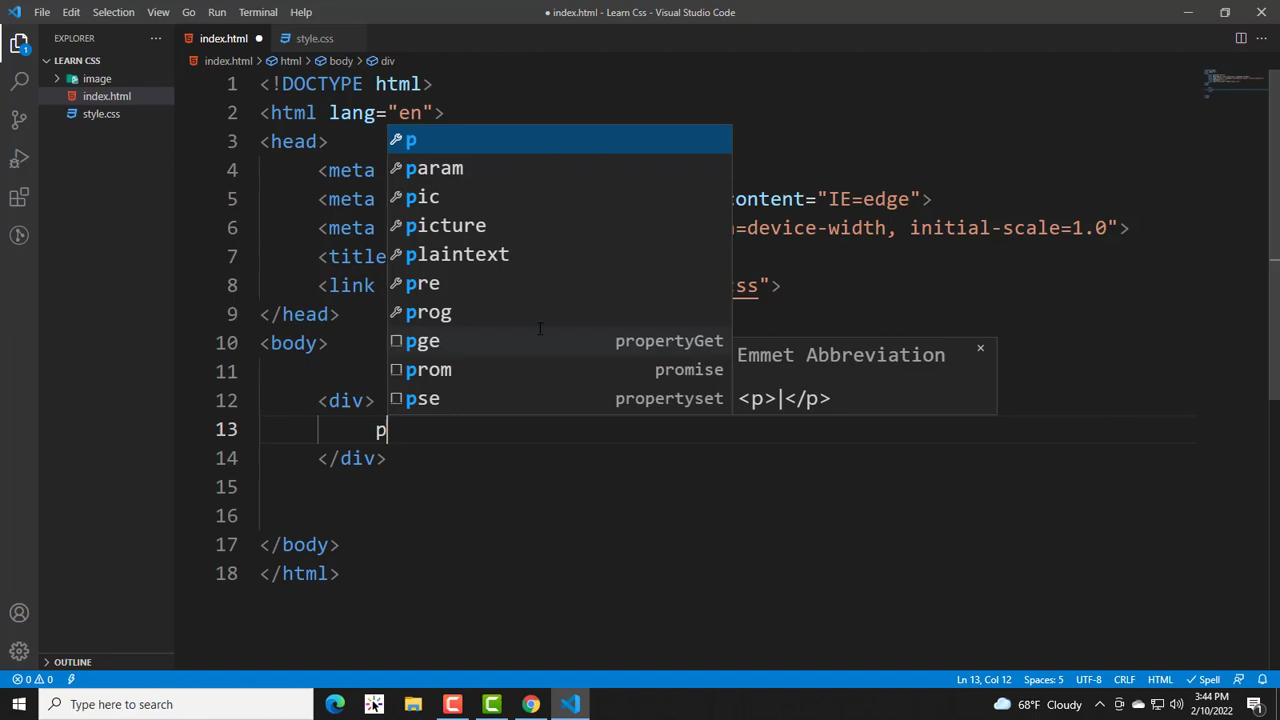 File Edit Selection View Go Run Terminal Help
● index.html - Learn Css - Visual Studio Code
EXPLORER ...
index.html ●
style.css
LEARN CSS
index.html > html > body > div
image
index.html
style.css
1 <!DOCTYPE html>
2 <html lang="en">
3 <head>
4 <meta
5 <meta content="IE=edge">
6 <meta =device-width, initial-scale=1.0">
7 <title
8 <link ss">
9 </head>
10 <body>
11
12 <div>
13 p
14 </div>
15
16
17 </body>
18 </html>
p
param
pic
picture
plaintext
pre
prog
pge propertyGet
prom promise
pse propertyset
Emmet Abbreviation ×
<p>|</p>
OUTLINE
0 0
Ln 13, Col 12 Spaces: 5 UTF-8 CRLF HTML Spell
Type here to search
68°F Cloudy
3:44 PM
2/10/2022
1
1